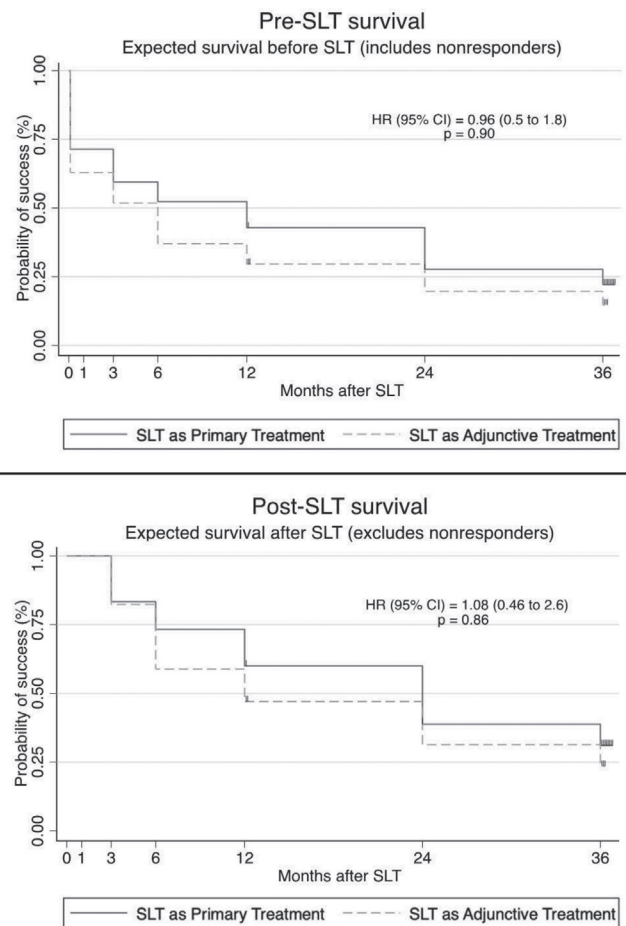 Pre-SLT survival
Expected survival before SLT (includes nonresponders)
HR (95% CI) = 0.96 (0.5 to 1.8)
p = 0.90
Probability of success (%)
1.00
0.75
0.50
0.25
0.00
0 1 3 6 12 24 36
Months after SLT
SLT as Primary Treatment SLT as Adjunctive Treatment
Post-SLT survival
Expected survival after SLT (excludes nonresponders)
HR (95% CI) = 1.08 (0.46 to 2.6)
p = 0.86
Probability of success (%)
1.00
0.75
0.50
0.25
0.00
0 1 3 6 12 24 36
Months after SLT
SLT as Primary Treatment SLT as Adjunctive Treatment